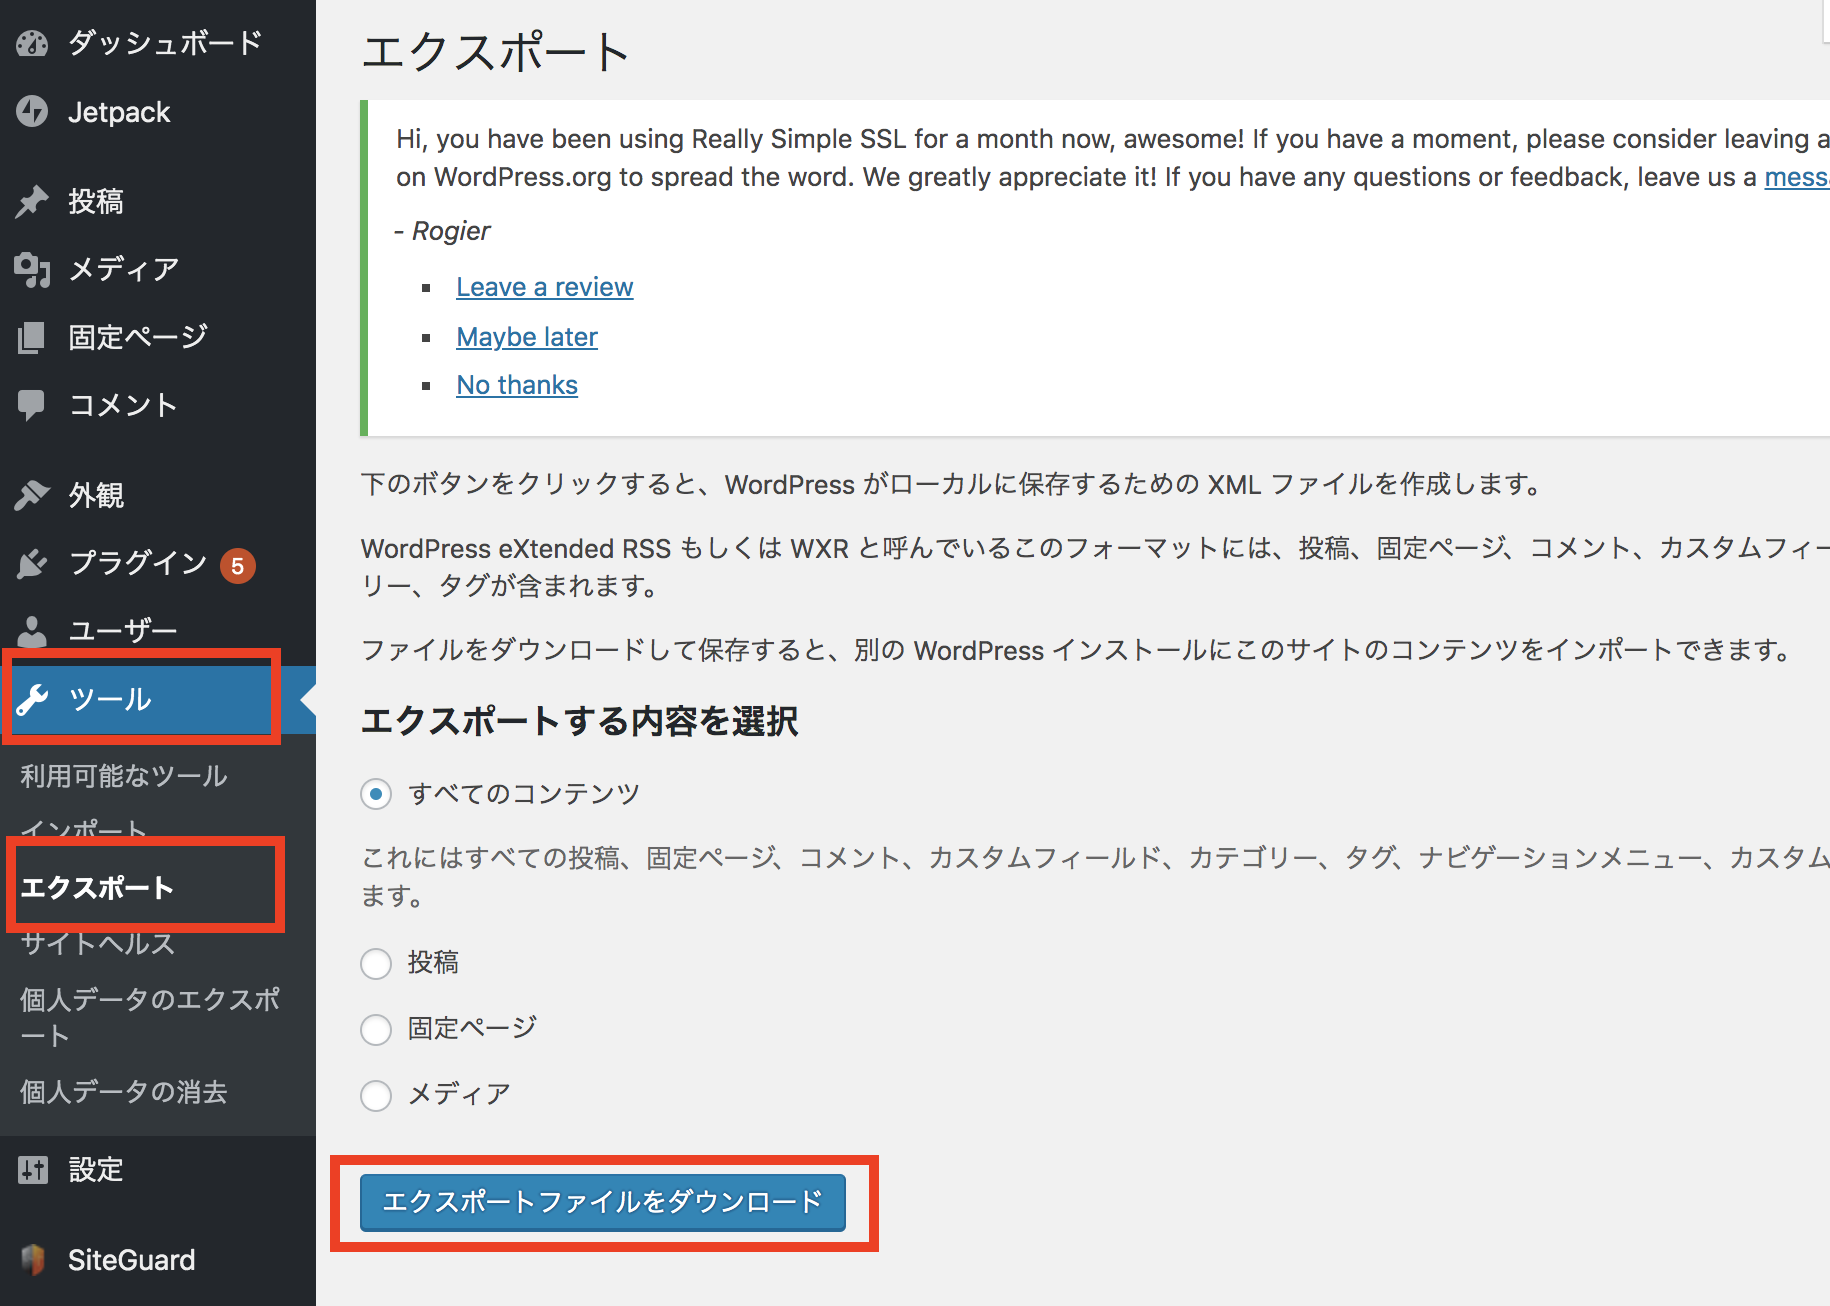 ダッシュボード
Jetpack
投稿
メディア
固定ページ
コメント
外観
プラグイン 5
ユーザー
ツール
利用可能なツール
インポート
エクスポート
サイトヘルス
個人データのエクスポ
ート
個人データの消去
設定
SiteGuard
エクスポート
Hi, you have been using Really Simple SSL for a month now, awesome! If you have a moment, please consider leaving a
on WordPress.org to spread the word. We greatly appreciate it! If you have any questions or feedback, leave us a
- Rogier
Leave a review
Maybe later
No thanks
下のボタンをクリックすると、WordPress がローカルに保存するための XML ファイルを作成します。
WordPress eXtended RSS もしくは WXR と呼んでいるこのフォーマットには、投稿、固定ページ、コメント、カスタムフィー
リー、タグが含まれます。
ファイルをダウンロードして保存すると、別の WordPress インストールにこのサイトのコンテンツをインポートできます。
エクスポートする内容を選択
すべてのコンテンツ
これにはすべての投稿、固定ページ、コメント、カスタムフィールド、カテゴリー、タグ、ナビゲーションメニュー、カスタム
ます。
投稿
固定ページ
メディア
エクスポートファイルをダウンロード